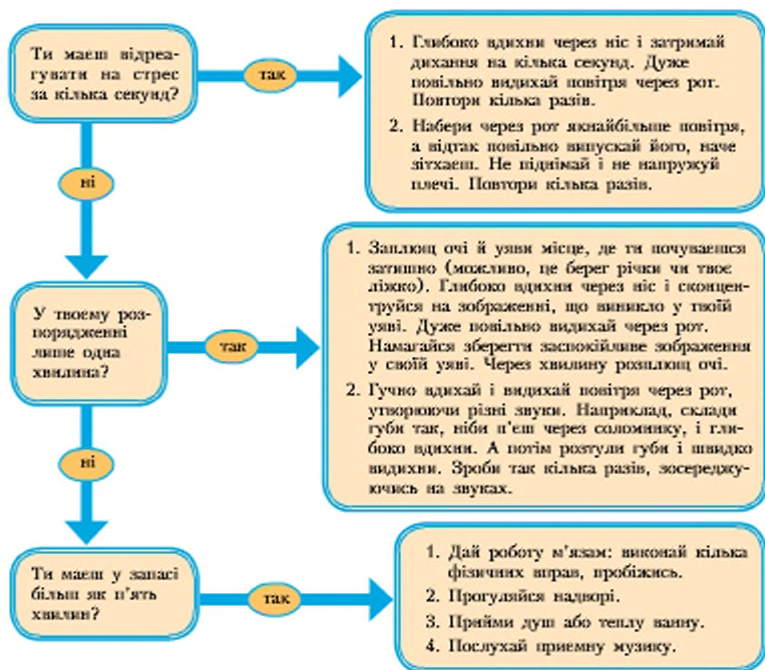 Ти маєш відреа-
гувати на стрес
за кілька секунд?
так
1. Глибоко вдихни через ніс і затримай
дихання на кілька секунд. Дуже
повільно видихай повітря через рот.
Повтори кілька разів.
2. Набери через рот якнайбільше повітря,
а відтак повільно випускай його, наче
зітхаєш. Не піднімай і не напружуй
плечі. Повтори кілька разів.
ні
У твоєму роз-
порядженні
лише одна
хвилина?
так
1. Заплющ очі й уяви місце, де ти почуваєшся
затишно (можливо, це берег річки чи твоє
ліжко). Глибоко вдихни через ніс і сконцен-
труйся на зображенні, що виникло у твоїй
уяві. Дуже повільно видихай через рот.
Намагайся зберегти заспокійливе зображення
у своїй уяві. Через хвилину розплющ очі.
2. Гучно вдихай і видихай повітря через рот,
утворюючи різні звуки. Наприклад, склади
губи так, ніби п'єш через соломинку, і гли-
боко вдихни. А потім розтули губи і швидко
видихни. Зроби так кілька разів, зосереджу-
ючись на звуках.
ні
Ти маєш у запасі
більш як п'ять
хвилин?
так
1. Дай роботу м'язам: виконай кілька
фізичних вправ, пробіжись.
2. Прогуляйся надворі.
3. Прийми душ або теплу ванну.
4. Послухай приємну музику.